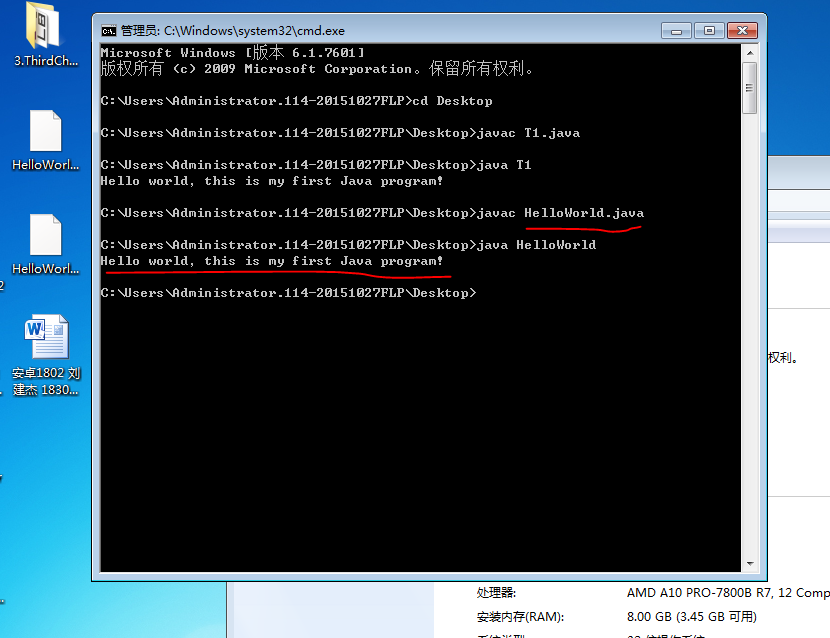 3.ThirdCh...
HelloWorl...
HelloWorl...
安卓1802 刘
建杰 1830...
管理员: C:\Windows\system32\cmd.exe
Microsoft Windows [版本 6.1.7601]
版权所有 (c) 2009 Microsoft Corporation。保留所有权利。
C:\Users\Administrator.114-20151027FLP>cd Desktop
C:\Users\Administrator.114-20151027FLP\Desktop>javac T1.java
C:\Users\Administrator.114-20151027FLP\Desktop>java T1
Hello world, this is my first Java program!
C:\Users\Administrator.114-20151027FLP\Desktop>javac HelloWorld.java
C:\Users\Administrator.114-20151027FLP\Desktop>java HelloWorld
Hello world, this is my first Java program!
C:\Users\Administrator.114-20151027FLP\Desktop>
权利。
处理器: AMD A10 PRO-7800B R7, 12 Comp
安装内存(RAM): 8.00 GB (3.45 GB 可用)